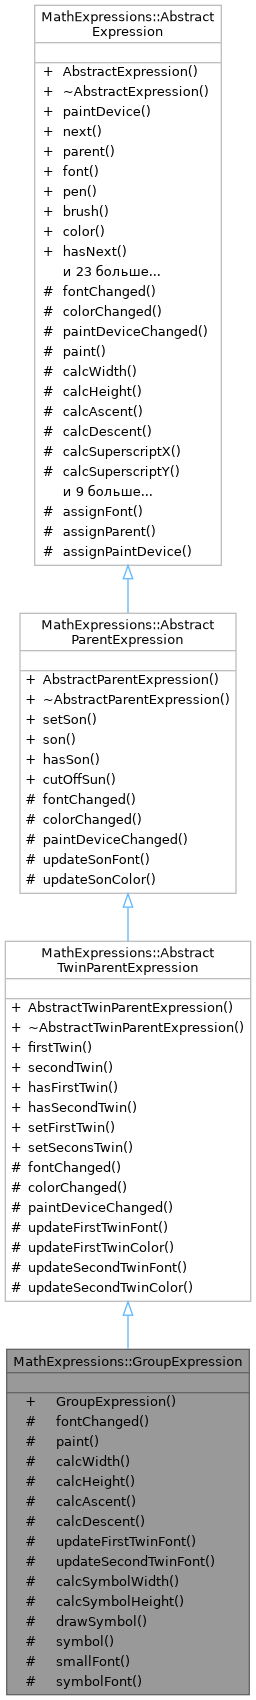 MathExpressions::Abstract
Expression
+ AbstractExpression()
+ ~AbstractExpression()
+ paintDevice()
+ next()
+ parent()
+ font()
+ pen()
+ brush()
+ color()
+ hasNext()
и 23 больше...
# fontChanged()
# colorChanged()
# paintDeviceChanged()
# paint()
# calcWidth()
# calcHeight()
# calcAscent()
# calcDescent()
# calcSuperscriptX()
# calcSuperscriptY()
и 9 больше...
# assignFont()
# assignParent()
# assignPaintDevice()
MathExpressions::Abstract
ParentExpression
+ AbstractParentExpression()
+ ~AbstractParentExpression()
+ setSon()
+ son()
+ hasSon()
+ cutOffSun()
# fontChanged()
# colorChanged()
# paintDeviceChanged()
# updateSonFont()
# updateSonColor()
MathExpressions::Abstract
TwinParentExpression
+ AbstractTwinParentExpression()
+ ~AbstractTwinParentExpression()
+ firstTwin()
+ secondTwin()
+ hasFirstTwin()
+ hasSecondTwin()
+ setFirstTwin()
+ setSeconsTwin()
# fontChanged()
# colorChanged()
# paintDeviceChanged()
# updateFirstTwinFont()
# updateFirstTwinColor()
# updateSecondTwinFont()
# updateSecondTwinColor()
MathExpressions::GroupExpression
+ GroupExpression()
# fontChanged()
# paint()
# calcWidth()
# calcHeight()
# calcAscent()
# calcDescent()
# updateFirstTwinFont()
# updateSecondTwinFont()
# calcSymbolWidth()
# calcSymbolHeight()
# drawSymbol()
# symbol()
# smallFont()
# symbolFont()